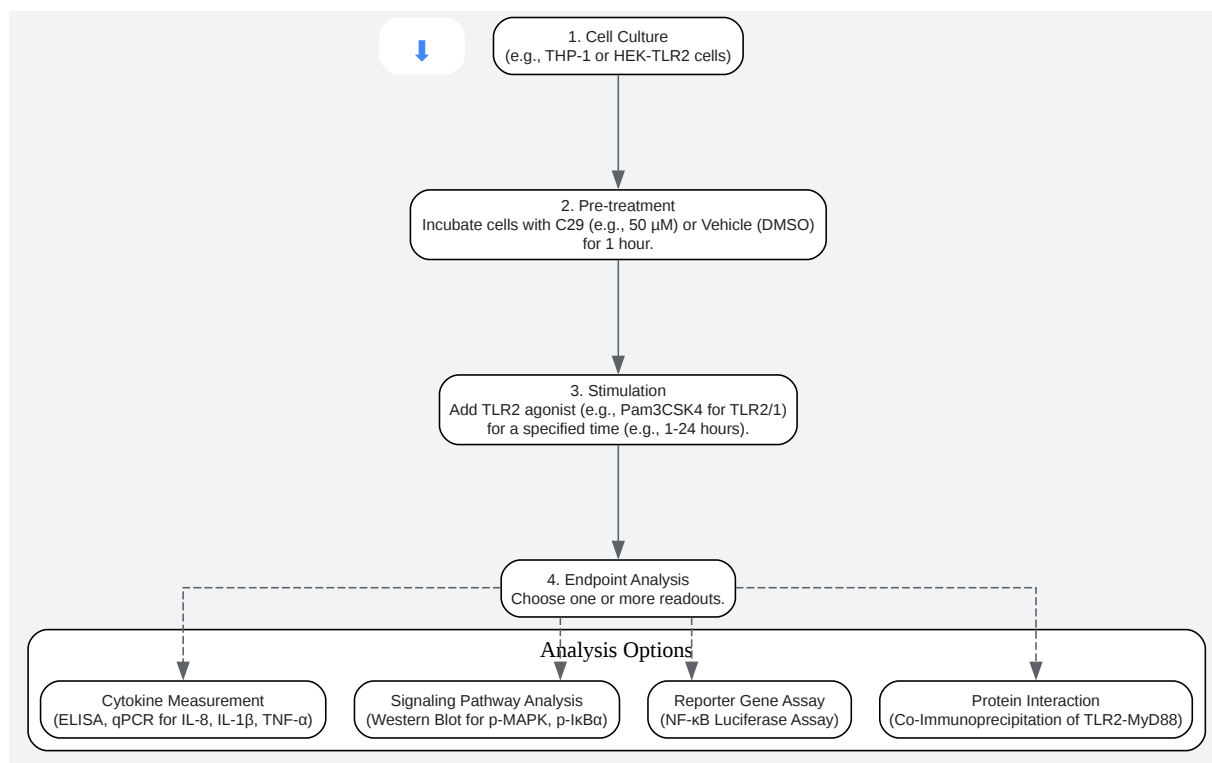 1. Cell Culture
(e.g., THP-1 or HEK-TLR2 cells)
2. Pre-treatment
Incubate cells with C29 (e.g., 50 µM) or Vehicle (DMSO)
for 1 hour.
3. Stimulation
Add TLR2 agonist (e.g., Pam3CSK4 for TLR2/1)
for a specified time (e.g., 1-24 hours).
4. Endpoint Analysis
Choose one or more readouts.
Analysis Options
Cytokine Measurement
(ELISA, qPCR for IL-8, IL-1β, TNF-α)
Signaling Pathway Analysis
(Western Blot for p-MAPK, p-IκBα)
Reporter Gene Assay
(NF-κB Luciferase Assay)
Protein Interaction
(Co-Immunoprecipitation of TLR2-MyD88)